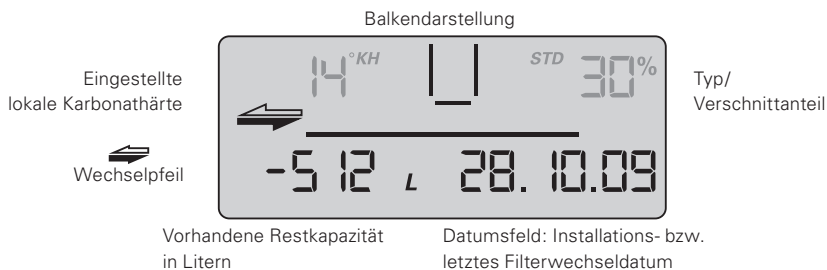 Balkendarstellung
Eingestellte
lokale Karbonathärte
14 °KH
STD 30%
Typ/
Verschnittanteil
Wechselpfeil
-512 L 28.10.09
Vorhandene Restkapazität
in Litern
Datumsfeld: Installations- bzw.
letztes Filterwechseldatum